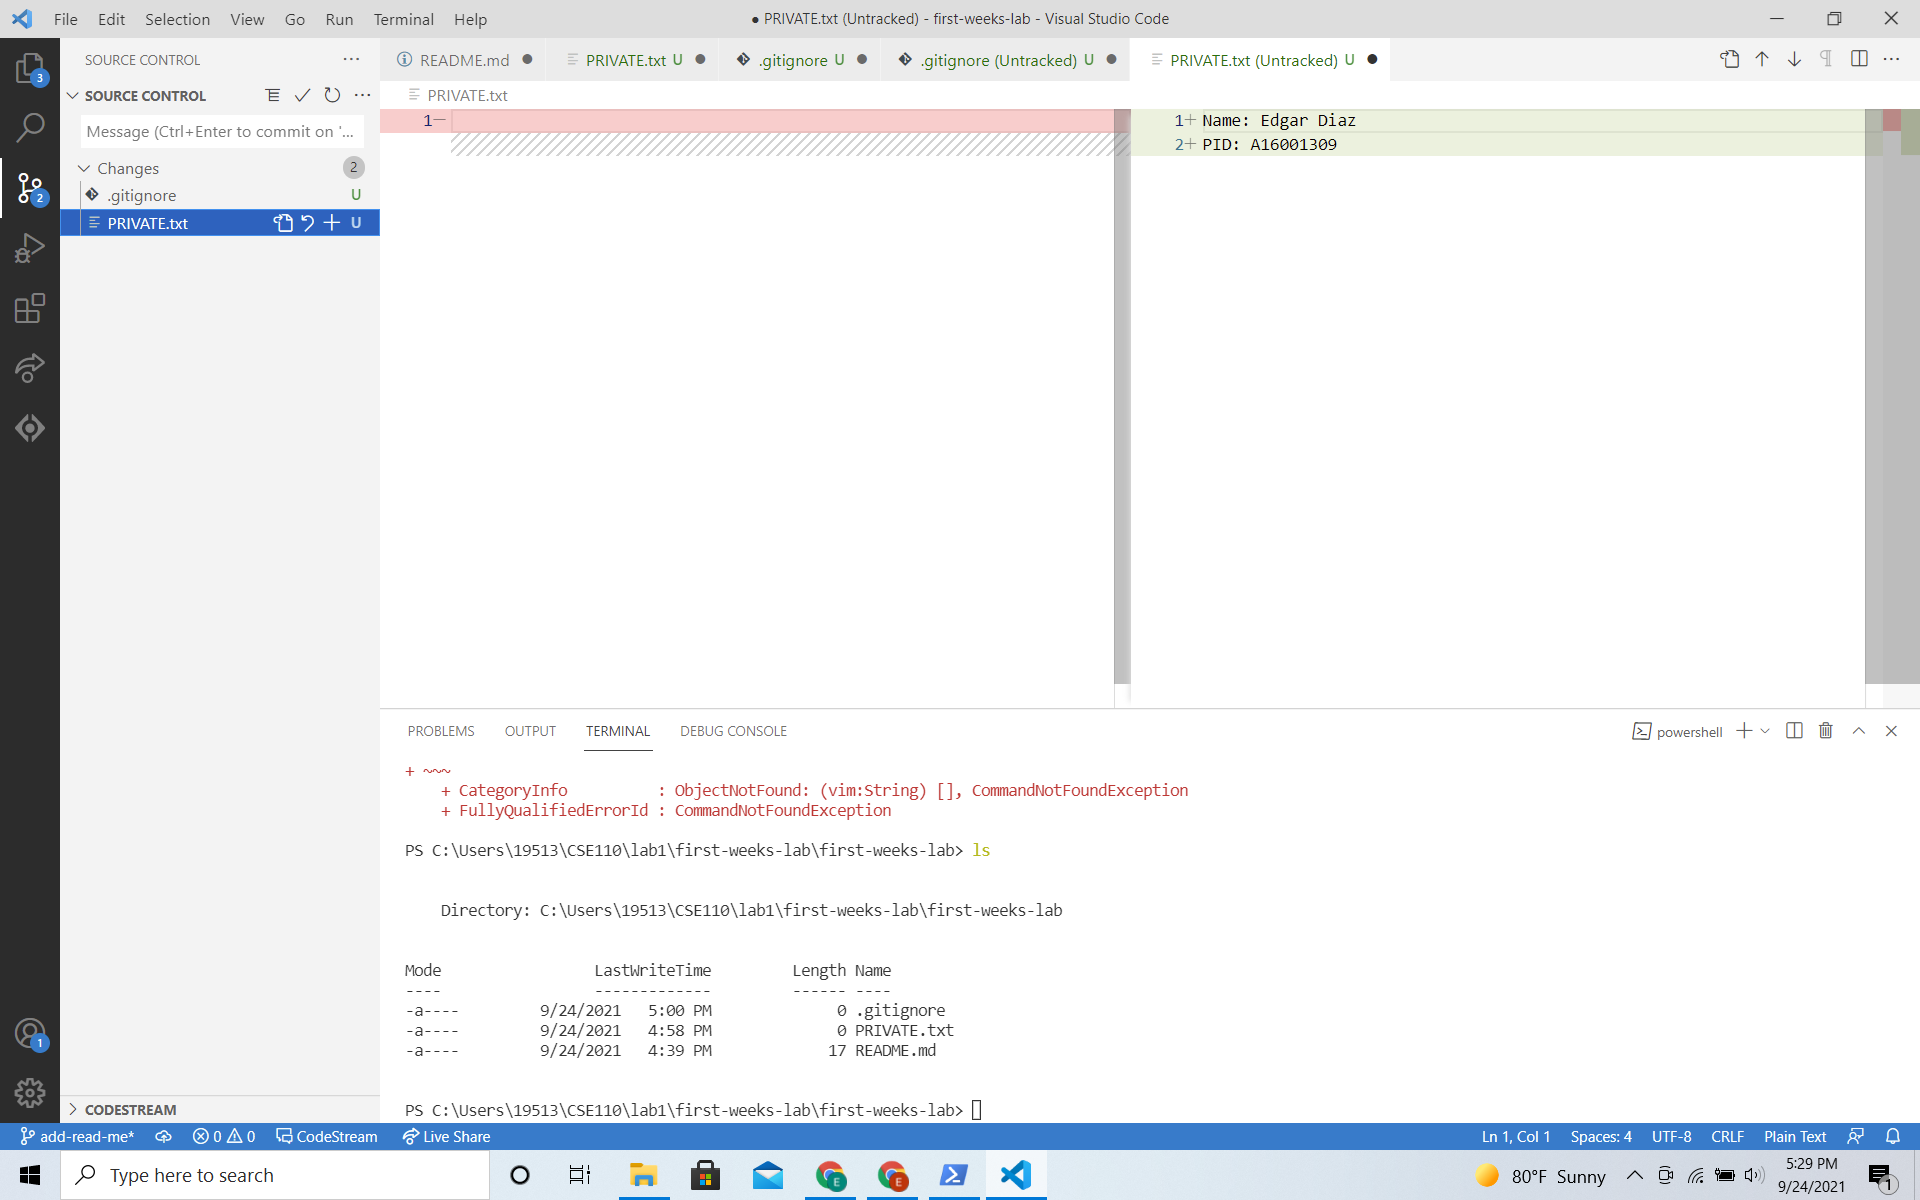 File Edit Selection View Go Run Terminal Help
● PRIVATE.txt (Untracked) - first-weeks-lab - Visual Studio Code
SOURCE CONTROL
README.md
PRIVATE.txt U
.gitignore U
.gitignore (Untracked) U
PRIVATE.txt (Untracked) U
3
SOURCE CONTROL
PRIVATE.txt
Message (Ctrl+Enter to commit on '...
1
1+ Name: Edgar Diaz
2+ PID: A16001309
Changes 2
.gitignore U
2
PRIVATE.txt U
PROBLEMS OUTPUT TERMINAL DEBUG CONSOLE
powershell
+ ~~~
+ CategoryInfo : ObjectNotFound: (vim:String) [], CommandNotFoundException
+ FullyQualifiedErrorId : CommandNotFoundException
PS C:\Users\19513\CSE110\lab1\first-weeks-lab\first-weeks-lab> ls
Directory: C:\Users\19513\CSE110\lab1\first-weeks-lab\first-weeks-lab
Mode LastWriteTime Length Name
---- ------------- ------ ----
-a---- 9/24/2021 5:00 PM 0 .gitignore
-a---- 9/24/2021 4:58 PM 0 PRIVATE.txt
-a---- 9/24/2021 4:39 PM 17 README.md
PS C:\Users\19513\CSE110\lab1\first-weeks-lab\first-weeks-lab>
1
CODESTREAM
add-read-me* 0 0 CodeStream Live Share
Ln 1, Col 1 Spaces: 4 UTF-8 CRLF Plain Text
Type here to search
E
E
80°F Sunny
5:29 PM
9/24/2021
1